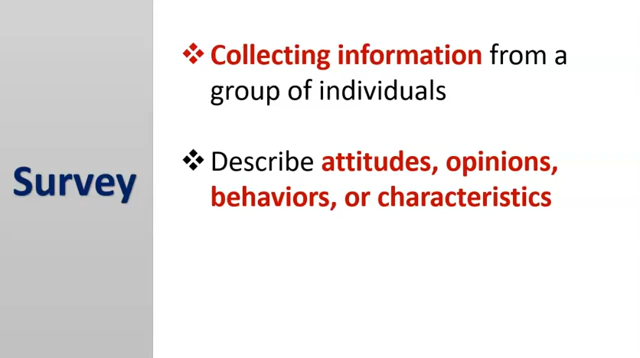 Survey
❖ Collecting information from a
group of individuals
❖ Describe attitudes, opinions,
behaviors, or characteristics